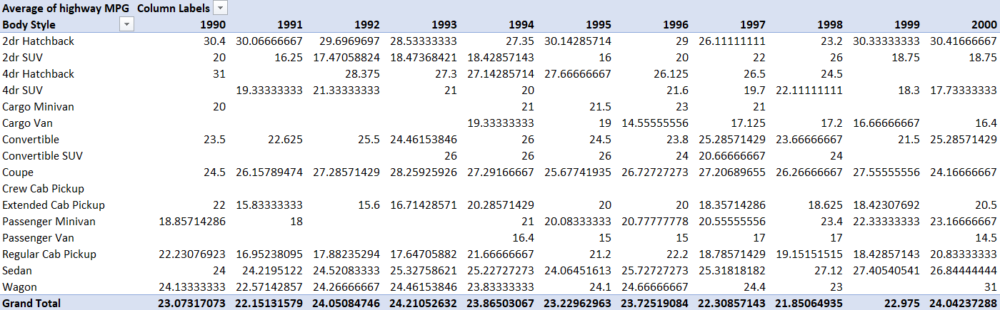 Average of highway MPG Column Labels
Body Style 1990 1991 1992 1993 1994 1995 1996 1997 1998 1999 2000
2dr Hatchback 30.4 30.06666667 29.6969697 28.53333333 27.35 30.14285714 29 26.11111111 23.2 30.33333333 30.41666667
2dr SUV 20 16.25 17.47058824 18.47368421 18.42857143 16 20 22 26 18.75 18.75
4dr Hatchback 31 28.375 27.3 27.14285714 27.66666667 26.125 26.5 24.5
4dr SUV 19.33333333 21.33333333 21 20 21.6 19.7 22.11111111 18.3 17.73333333
Cargo Minivan 20 21 21.5 23 21
Cargo Van 19.33333333 19 14.55555556 17.125 17.2 16.66666667 16.4
Convertible 23.5 22.625 25.5 24.46153846 26 24.5 23.8 25.28571429 23.66666667 21.5 25.28571429
Convertible SUV 26 26 26 24 20.66666667 24
Coupe 24.5 26.15789474 27.28571429 28.25925926 27.29166667 25.67741935 26.72727273 27.20689655 26.26666667 27.55555556 24.16666667
Crew Cab Pickup
Extended Cab Pickup 22 15.83333333 15.6 16.71428571 20.28571429 20 20 18.35714286 18.625 18.42307692 20.5
Passenger Minivan 18.85714286 18 21 20.08333333 20.77777778 20.55555556 23.4 22.33333333 23.16666667
Passenger Van 16.4 15 15 17 17 14.5
Regular Cab Pickup 22.23076923 16.95238095 17.88235294 17.64705882 21.66666667 21.2 22.2 18.78571429 19.15151515 18.42857143 20.83333333
Sedan 24 24.2195122 24.52083333 25.32758621 25.22727273 24.06451613 25.72727273 25.31818182 27.12 27.40540541 26.84444444
Wagon 24.13333333 22.57142857 24.26666667 24.46153846 23.83333333 24.1 24.66666667 24.4 23 31
Grand Total 23.07317073 22.15131579 24.05084746 24.21052632 23.86503067 23.22962963 23.72519084 22.30857143 21.85064935 22.975 24.04237288